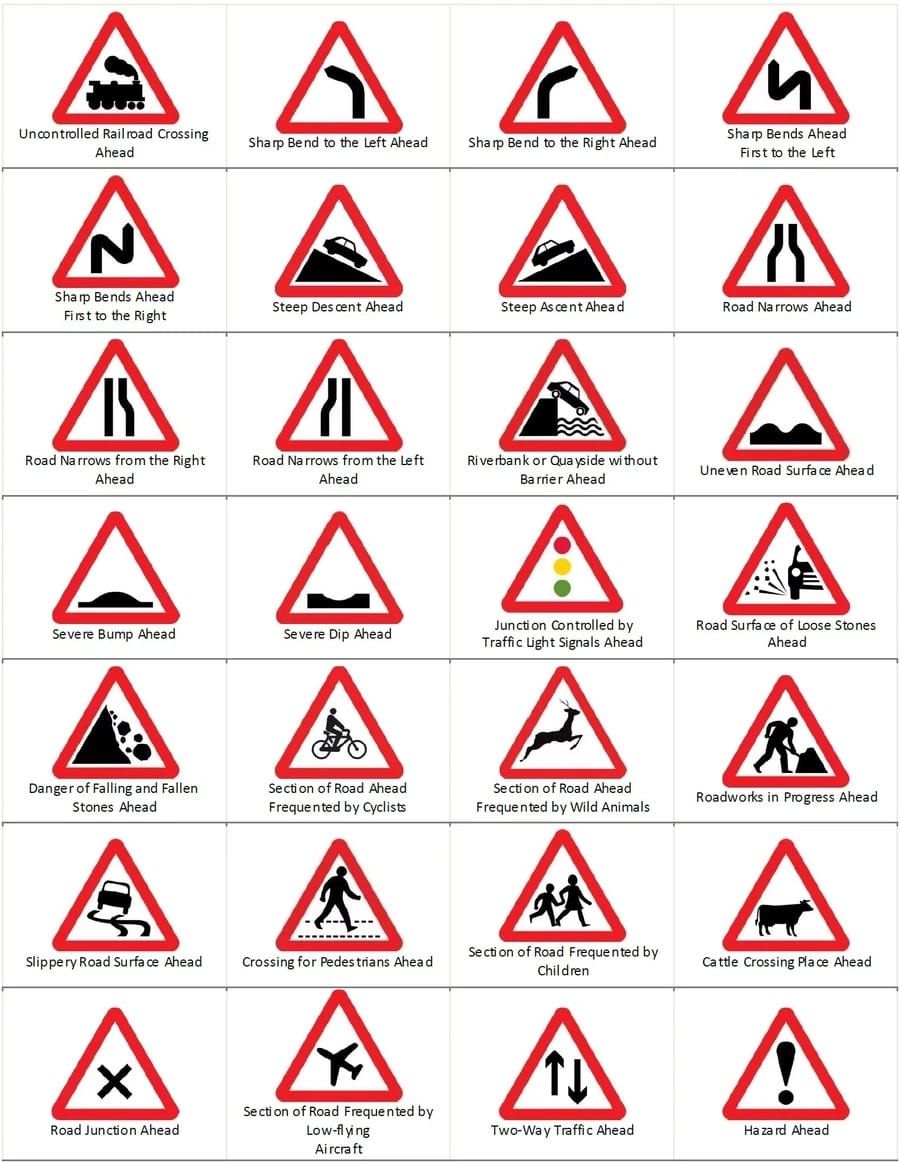 Uncontrolled Railroad Crossing
Ahead
Sharp Bend to the Left Ahead
Sharp Bend to the Right Ahead
Sharp Bends Ahead
First to the Left
Sharp Bends Ahead
First to the Right
Steep Descent Ahead
Steep Ascent Ahead
Road Narrows Ahead
Road Narrows from the Right
Ahead
Road Narrows from the Left
Ahead
Riverbank or Quayside without
Barrier Ahead
Uneven Road Surface Ahead
Severe Bump Ahead
Severe Dip Ahead
Junction Controlled by
Traffic Light Signals Ahead
Road Surface of Loose Stones
Ahead
Danger of Falling and Fallen
Stones Ahead
Section of Road Ahead
Frequented by Cyclists
Section of Road Ahead
Frequented by Wild Animals
Roadworks in Progress Ahead
Slippery Road Surface Ahead
Crossing for Pedestrians Ahead
Section of Road Frequented by
Children
Cattle Crossing Place Ahead
Road Junction Ahead
Section of Road Frequented by
Low-flying
Aircraft
Two-Way Traffic Ahead
Hazard Ahead